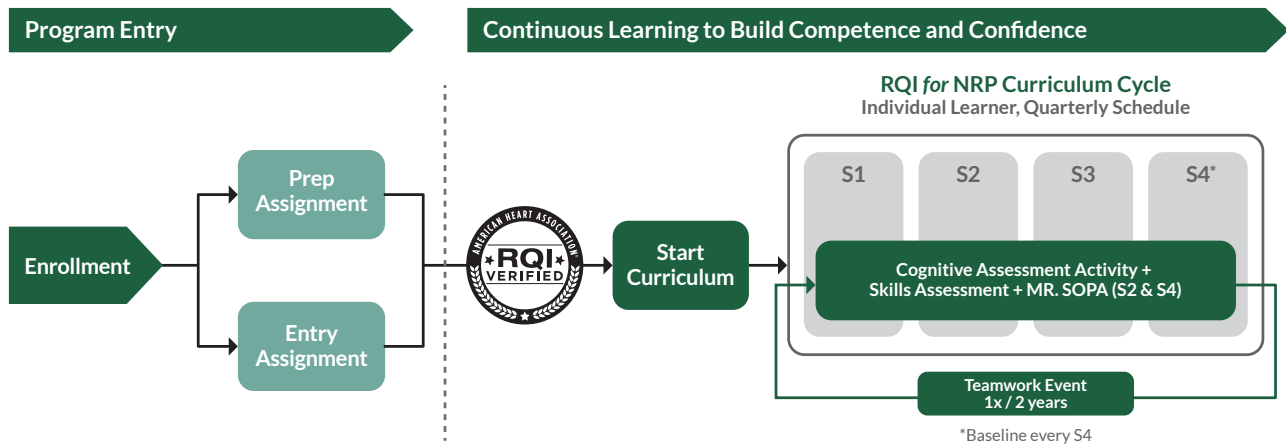 Program Entry
Continuous Learning to Build Competence and Confidence
RQI for NRP Curriculum Cycle
Individual Learner, Quarterly Schedule
Enrollment
Prep
Assignment
Entry
Assignment
AMERICAN HEART ASSOCIATION
RQI
VERIFIED
Start
Curriculum
S1
S2
S3
S4*
Cognitive Assessment Activity +
Skills Assessment + MR. SOPA (S2 & S4)
Teamwork Event
1x / 2 years
*Baseline every S4